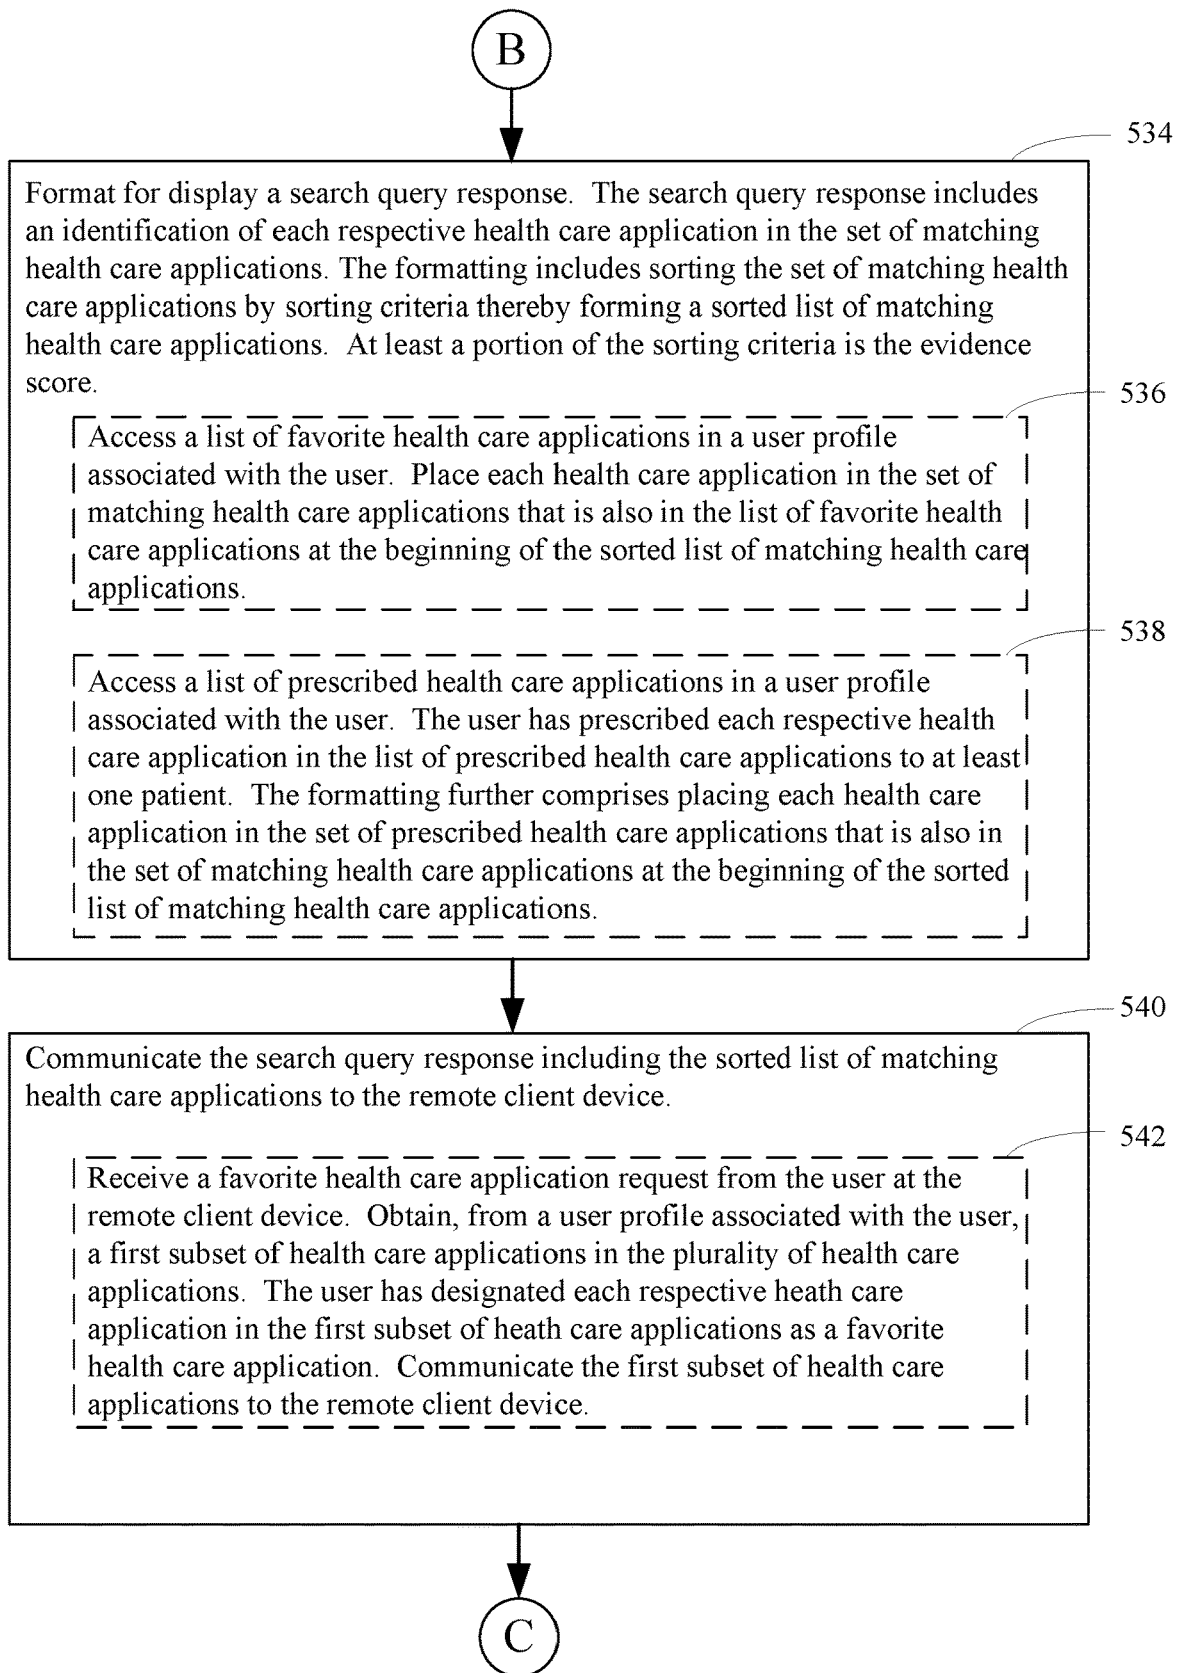 B
534
Format for display a search query response.  The search query response includes
an identification of each respective health care application in the set of matching
health care applications. The formatting includes sorting the set of matching health
care applications by sorting criteria thereby forming a sorted list of matching
health care applications.  At least a portion of the sorting criteria is the evidence
score.
536
Access a list of favorite health care applications in a user profile
associated with the user.  Place each health care application in the set of
matching health care applications that is also in the list of favorite health
care applications at the beginning of the sorted list of matching health care
applications.
538
Access a list of prescribed health care applications in a user profile
associated with the user.  The user has prescribed each respective health
care application in the list of prescribed health care applications to at least
one patient.  The formatting further comprises placing each health care
application in the set of prescribed health care applications that is also in
the set of matching health care applications at the beginning of the sorted
list of matching health care applications.
540
Communicate the search query response including the sorted list of matching
health care applications to the remote client device.
542
Receive a favorite health care application request from the user at the
remote client device.  Obtain, from a user profile associated with the user,
a first subset of health care applications in the plurality of health care
applications.  The user has designated each respective heath care
application in the first subset of heath care applications as a favorite
health care application.  Communicate the first subset of health care
applications to the remote client device.
C